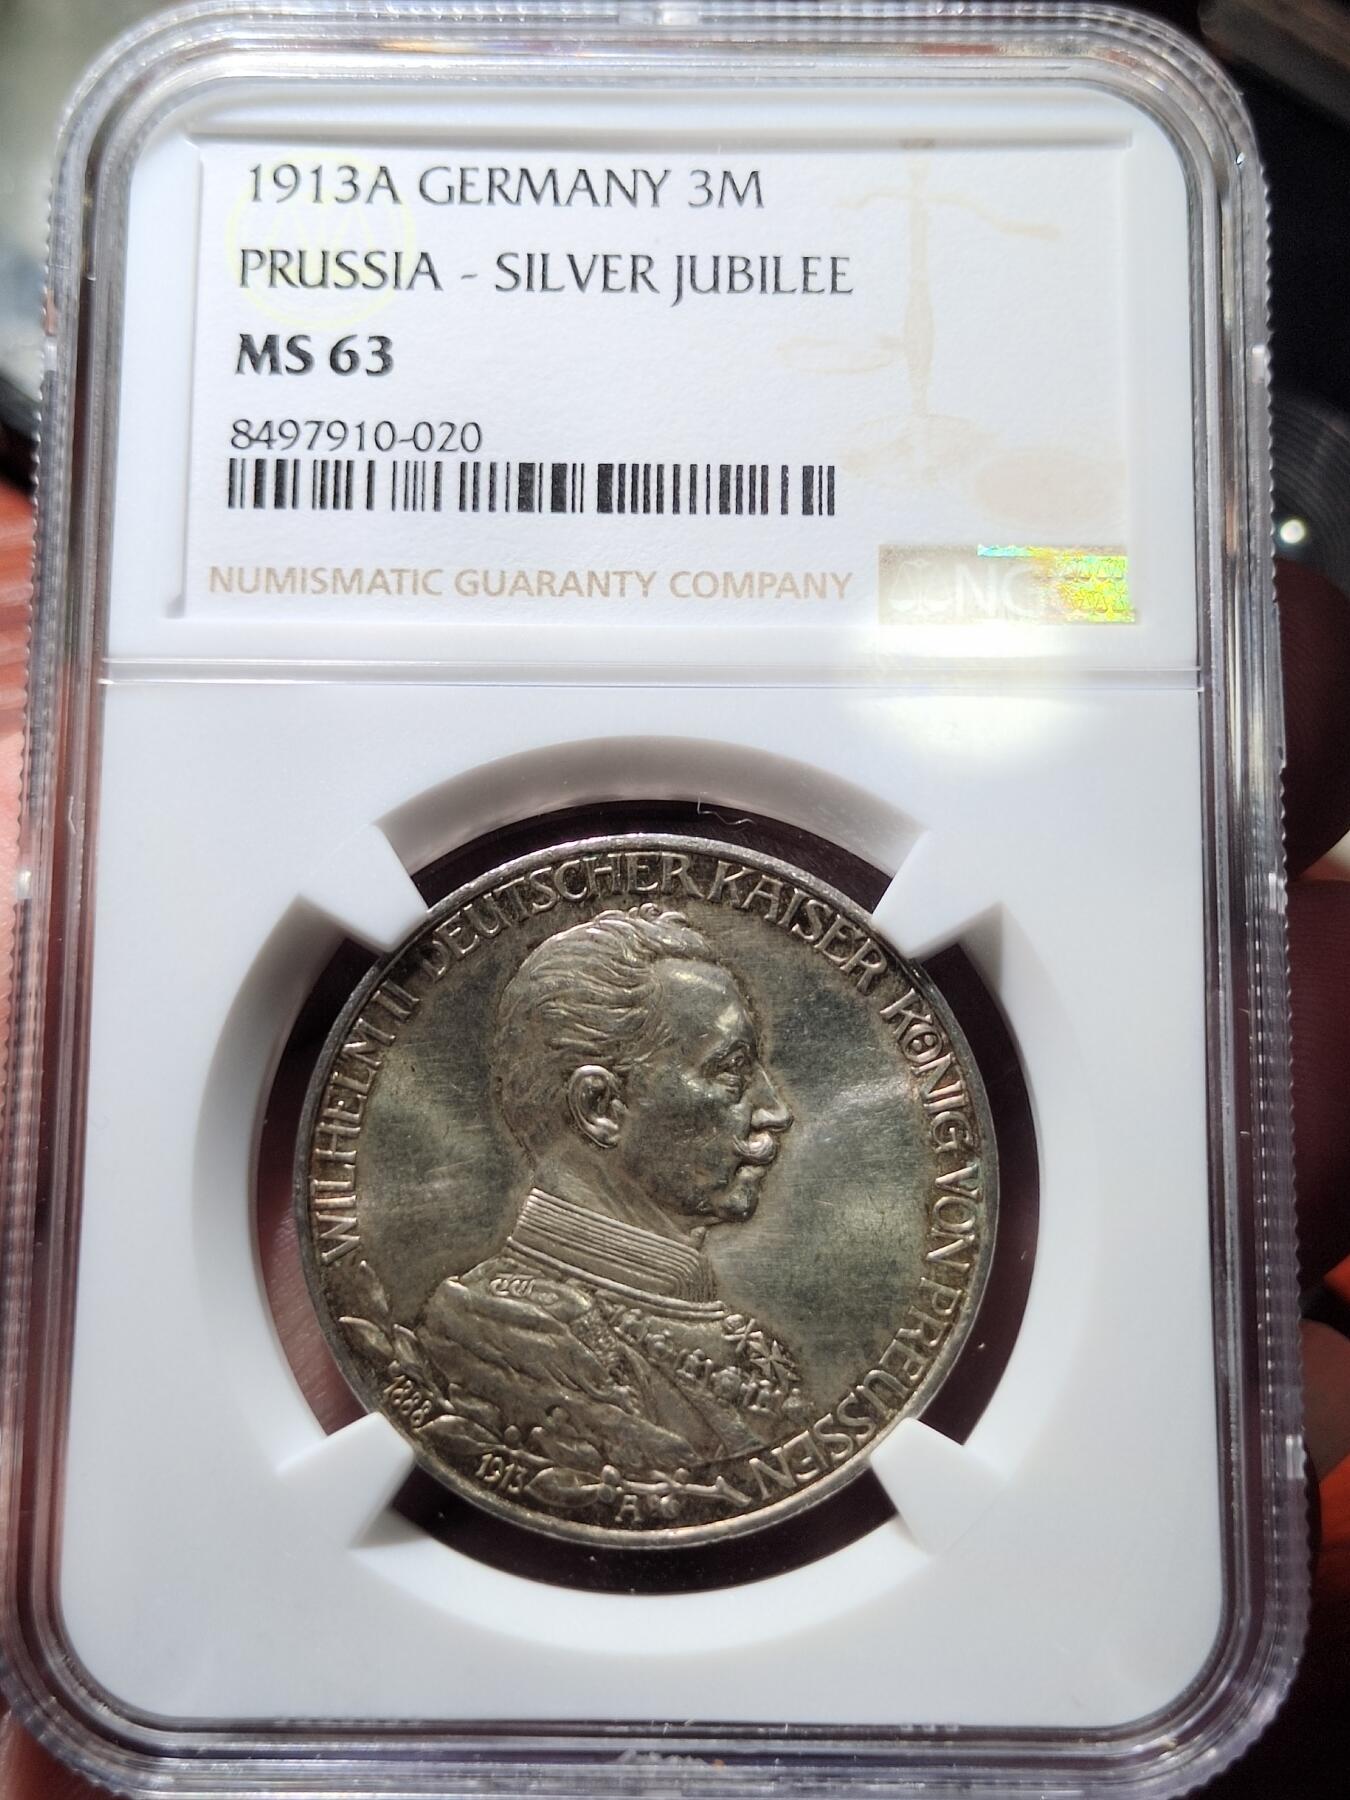 1913A GERMANY 3M
PRUSSIA - SILVER JUBILEE
MS 63
8497910-020
NUMISMATIC GUARANTY COMPANY
NGC
WILHELM II DEUTSCHER KAISER KÖNIG VON PREUSSEN
1888
1913
A